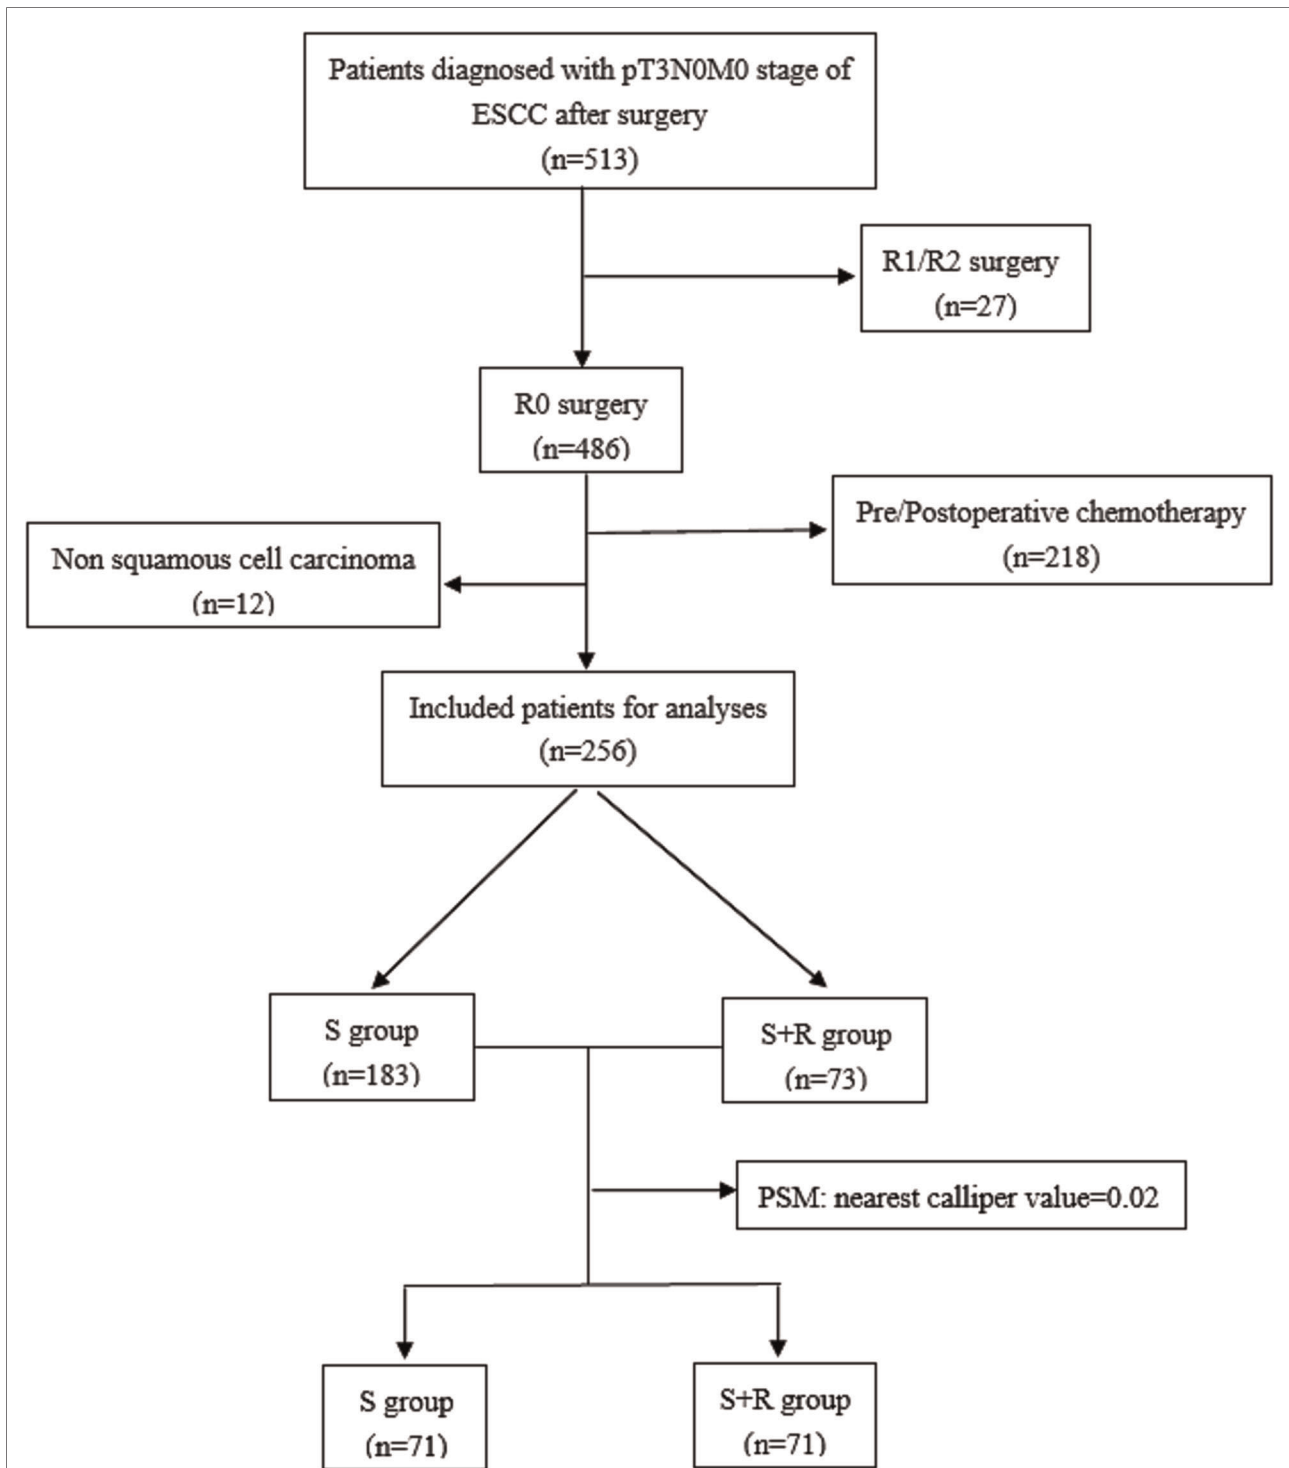 Patients diagnosed with pT3N0M0 stage of
ESCC after surgery
(n=513)
R1/R2 surgery
(n=27)
R0 surgery
(n=486)
Pre/Postoperative chemotherapy
(n=218)
Non squamous cell carcinoma
(n=12)
Included patients for analyses
(n=256)
S group
(n=183)
S+R group
(n=73)
PSM: nearest calliper value=0.02
S group
(n=71)
S+R group
(n=71)